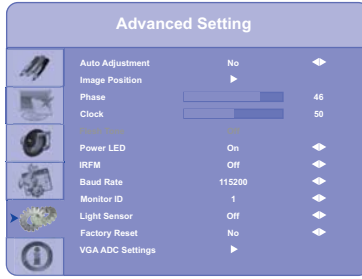 Advanced Setting
Auto Adjustment No
Image Position
Phase 46
Clock 50
Off
Power LED On
IRFM Off
Baud Rate 115200
Monitor ID 1
Light Sensor Off
Factory Reset No
VGA ADC Settings